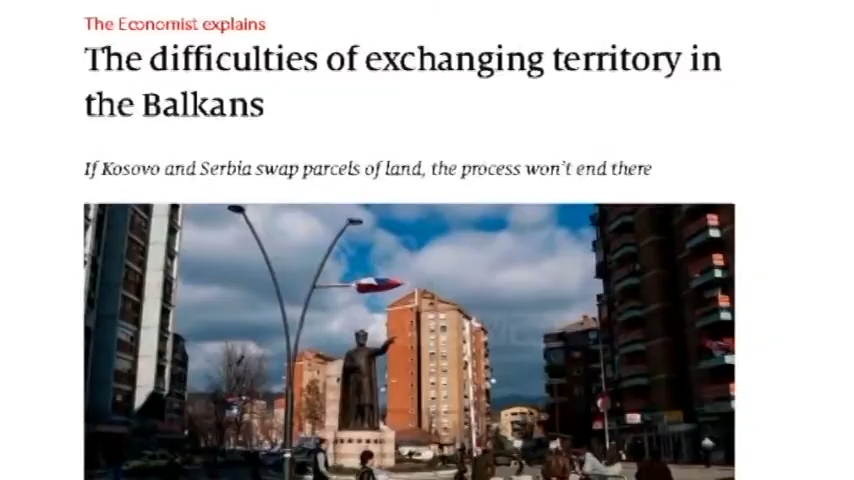 The Economist explains
The difficulties of exchanging territory in
the Balkans
If Kosovo and Serbia swap parcels of land, the process won't end there